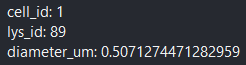 cell_id: 1
lys_id: 89
diameter_um: 0.5071274471282959